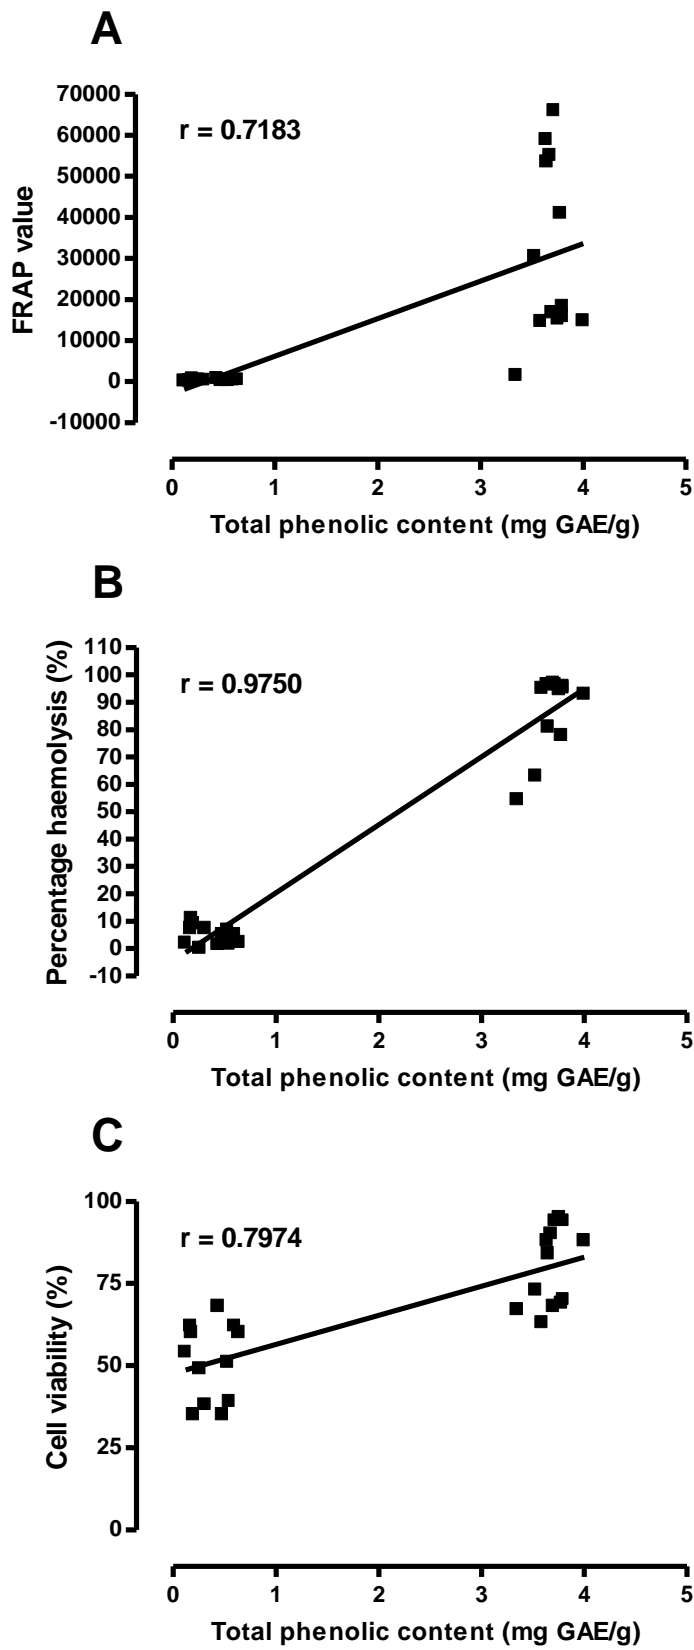 A
70000
60000
50000
40000
30000
20000
10000
0
-10000
FRAP value
r = 0.7183
0 1 2 3 4 5
Total phenolic content (mg GAE/g)
B
110
100
90
80
70
60
50
40
30
20
10
0
-10
Percentage haemolysis (%)
r = 0.9750
0 1 2 3 4 5
Total phenolic content (mg GAE/g)
C
100
75
50
25
0
Cell viability (%)
r = 0.7974
0 1 2 3 4 5
Total phenolic content (mg GAE/g)